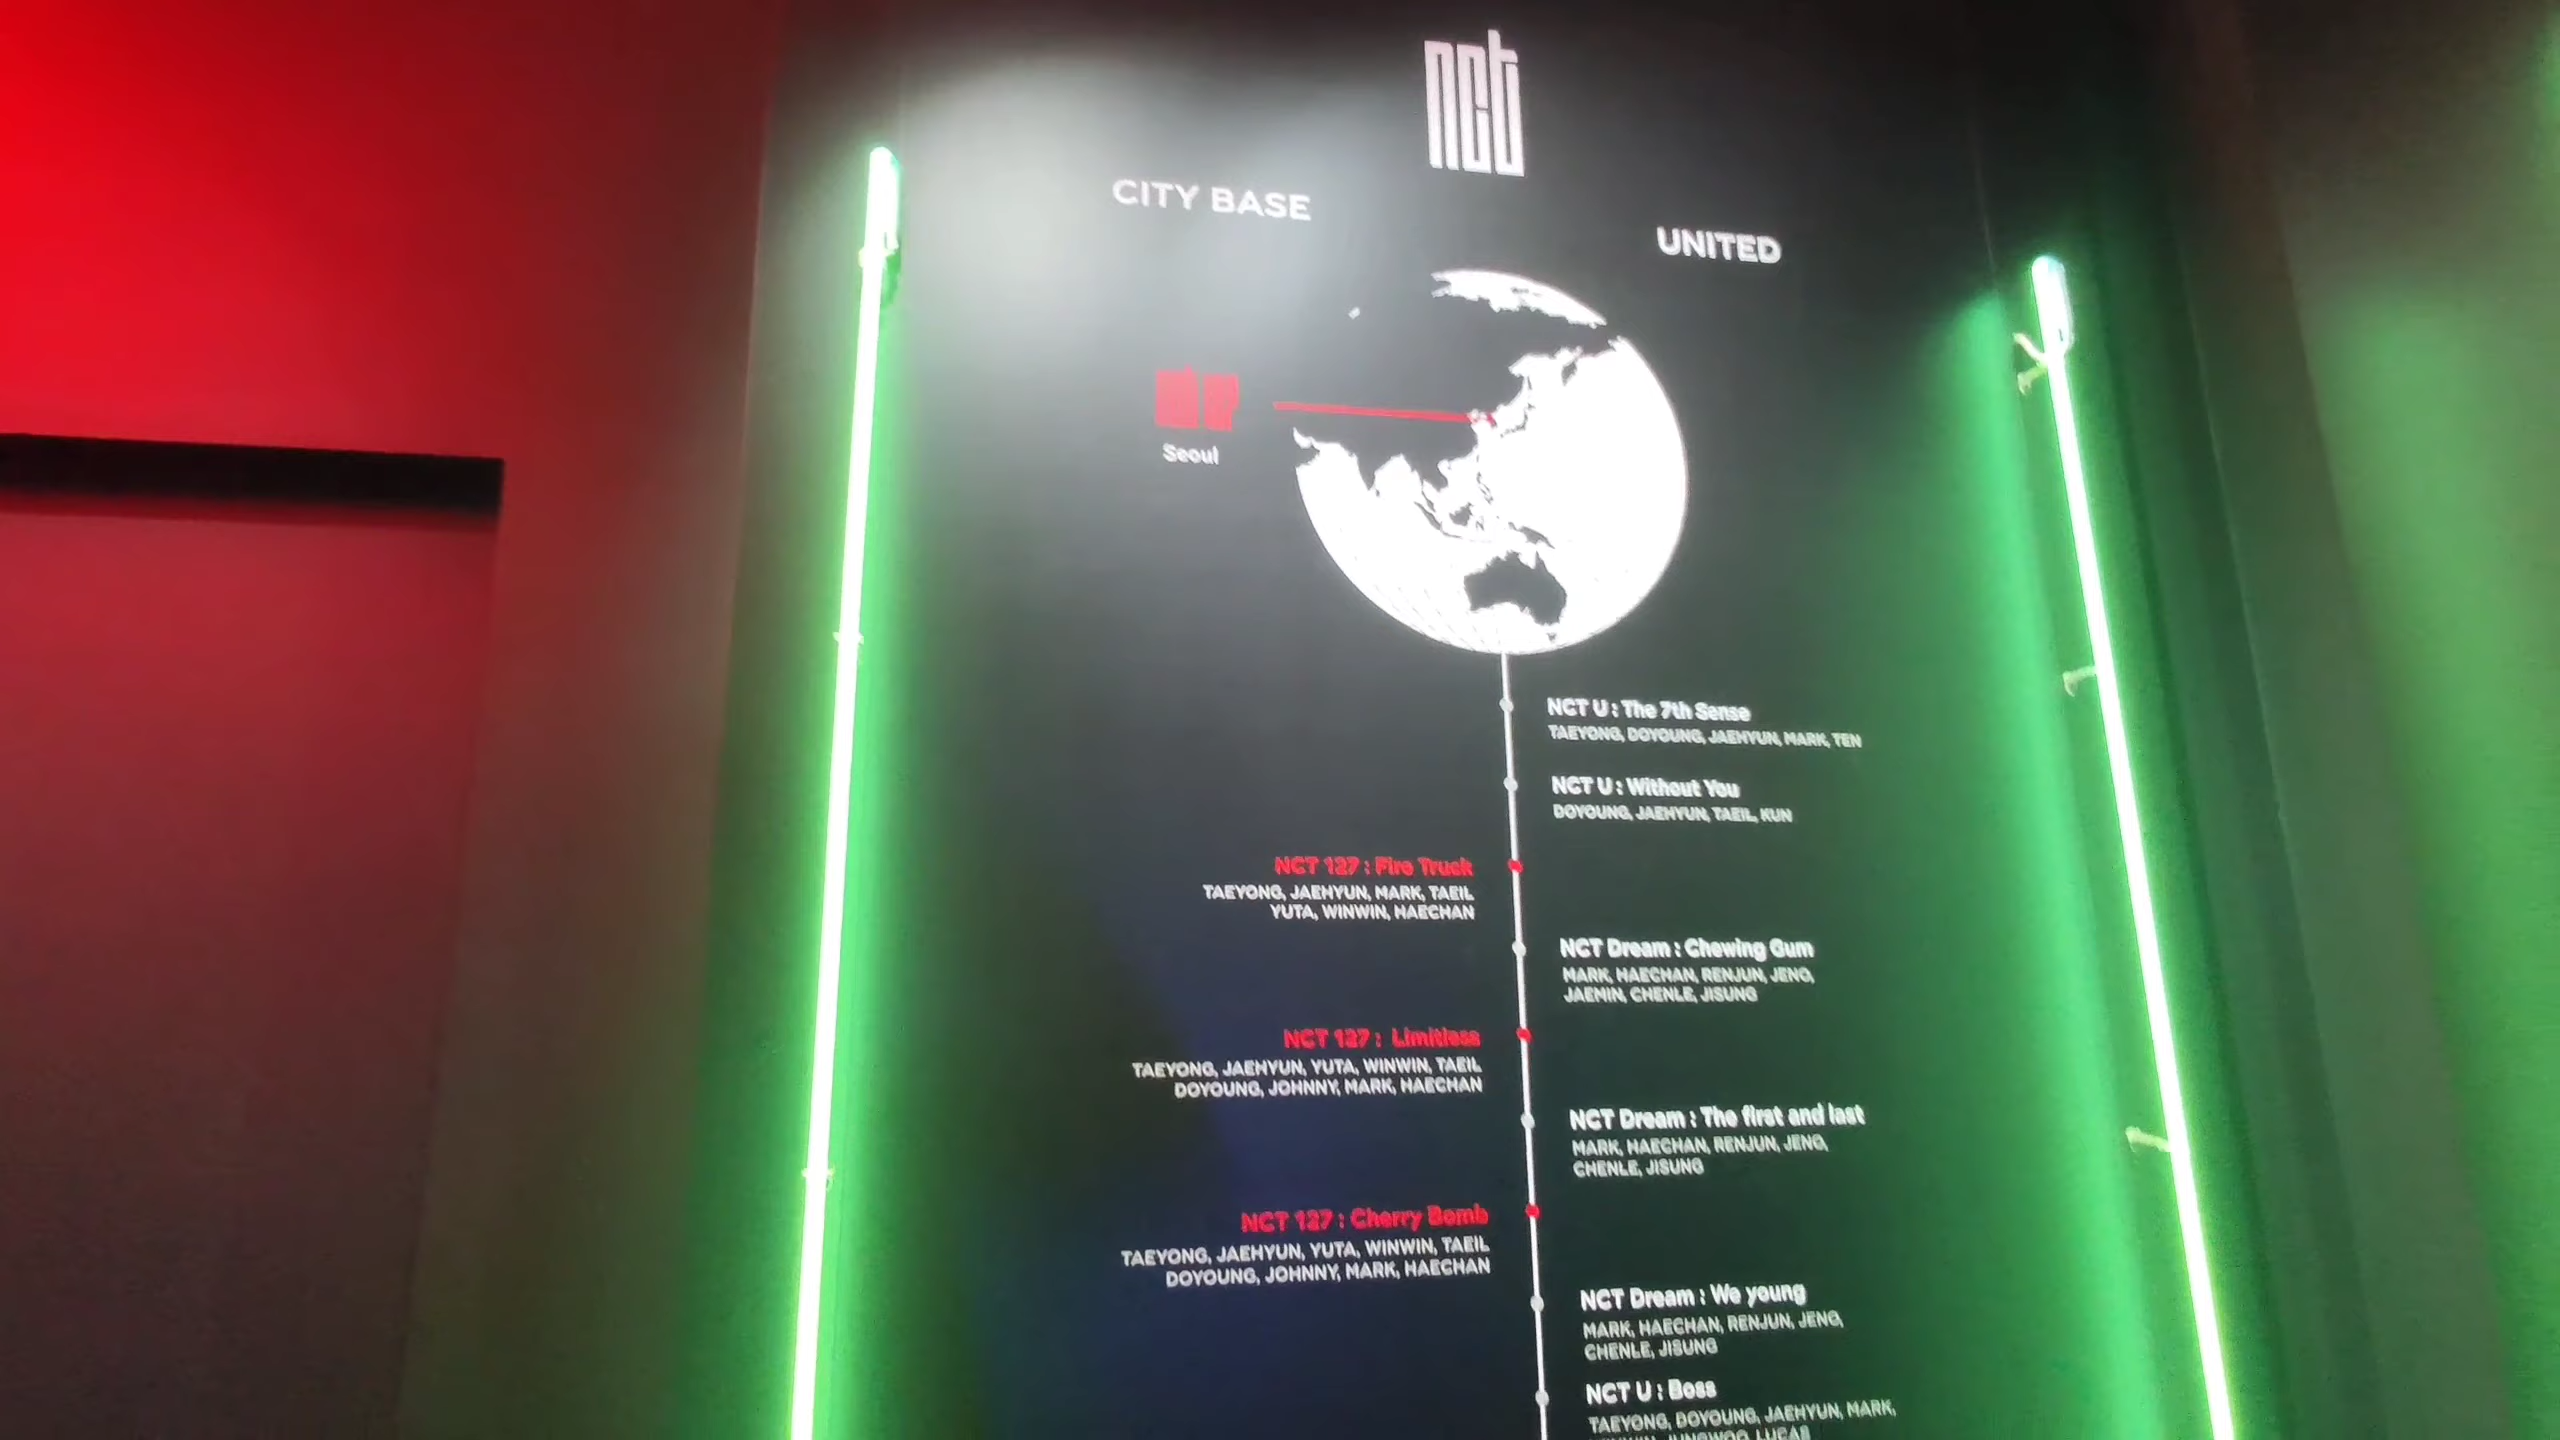 nct
CITY BASE
UNITED
Seoul
NCT U : The 7th Sense
TAEYONG, DOYOUNG, JAEHYUN, MARK, TEN
NCT U : Without You
DOYOUNG, JAEHYUN, TAEIL, KUN
NCT 127 : Fire Truck
TAEYONG, JAEHYUN, MARK, TAEIL
YUTA, WINWIN, HAECHAN
NCT Dream : Chewing Gum
MARK, HAECHAN, RENJUN, JENO,
JAEMIN, CHENLE, JISUNG
NCT 127 : Limitless
TAEYONG, JAEHYUN, YUTA, WINWIN, TAEIL
DOYOUNG, JOHNNY, MARK, HAECHAN
NCT Dream : The first and last
MARK, HAECHAN, RENJUN, JENO,
CHENLE, JISUNG
NCT 127 : Cherry Bomb
TAEYONG, JAEHYUN, YUTA, WINWIN, TAEIL
DOYOUNG, JOHNNY, MARK, HAECHAN
NCT Dream : We young
MARK, HAECHAN, RENJUN, JENO,
CHENLE, JISUNG
NCT U : Boss
TAEYONG, DOYOUNG, JAEHYUN, MARK,
JUNGWOO, LUCAS